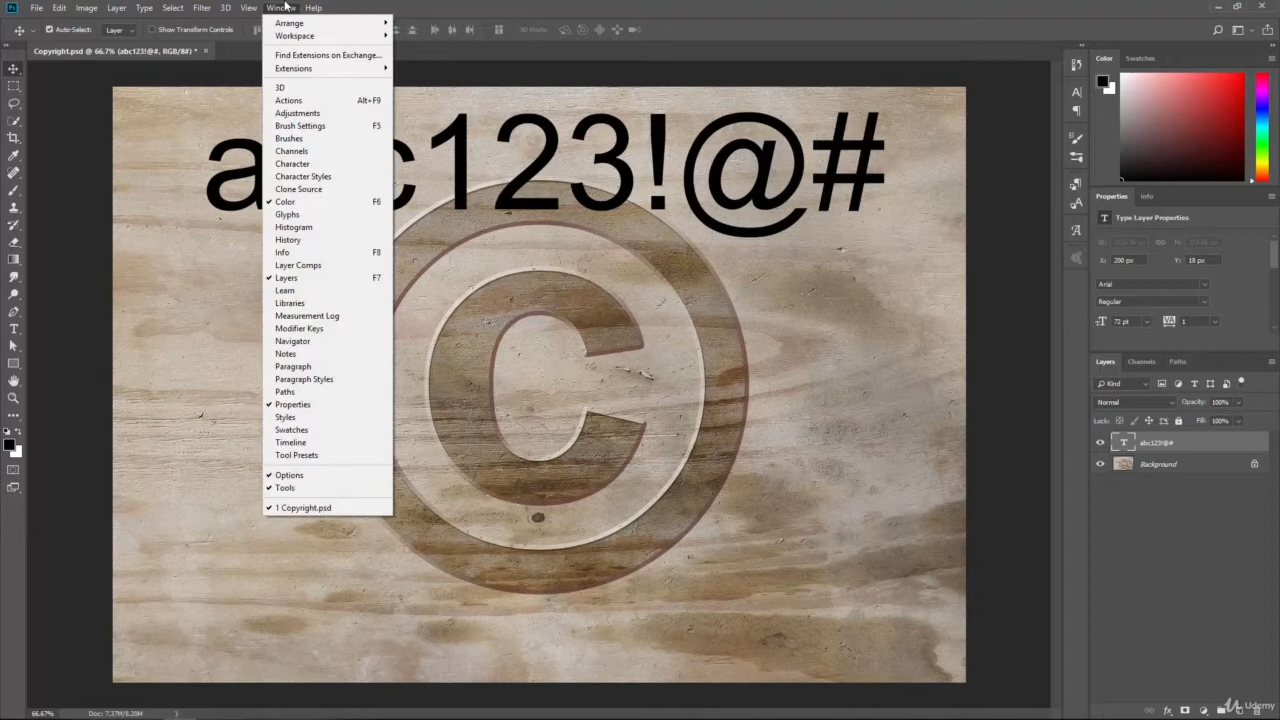 Ps File Edit Image Layer Type Select Filter 3D View Window Help
Auto-Select: Layer Show Transform Controls 3D Mode:
Copyright.psd @ 66.7% (abc123!@#, RGB/8#) * ×
Arrange
Workspace
Find Extensions on Exchange...
Extensions
3D
Actions Alt+F9
Adjustments
Brush Settings F5
Brushes
Channels
Character
Character Styles
Clone Source
Color F6
Glyphs
Histogram
History
Info F8
Layer Comps
Layers F7
Learn
Libraries
Measurement Log
Modifier Keys
Navigator
Notes
Paragraph
Paragraph Styles
Paths
Properties
Styles
Swatches
Timeline
Tool Presets
Options
Tools
1 Copyright.psd
a c123!@#
©
Color Swatches
Properties Info
T Type Layer Properties
W: H:
X: 200 px Y: 18 px
Arial
Regular
72 pt VA 1
Layers Channels Paths
Kind
Normal Opacity: 100%
Lock: Fill: 100%
T abc123!@#
Background
66.67% Doc: 7.37M/8.20M
Udemy